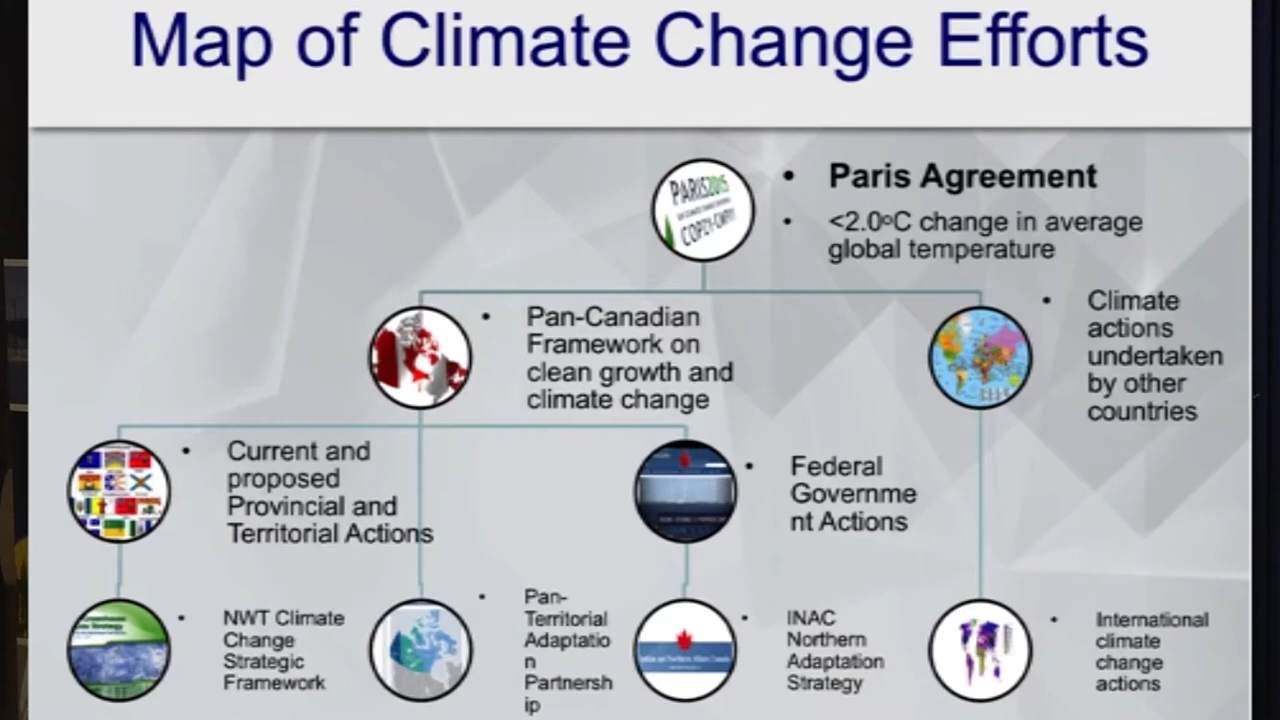 Map of Climate Change Efforts
PARIS2015
COP21·CMP11
• Paris Agreement
• <2.0ºC change in average
global temperature
• Pan-Canadian
Framework on
clean growth and
climate change
• Climate
actions
undertaken
by other
countries
• Current and
proposed
Provincial and
Territorial Actions
• Federal
Governme
nt Actions
• NWT Climate
Change
Strategic
Framework
• Pan-
Territorial
Adaptatio
n
Partnersh
ip
• INAC
Northern
Adaptation
Strategy
• International
climate
change
actions